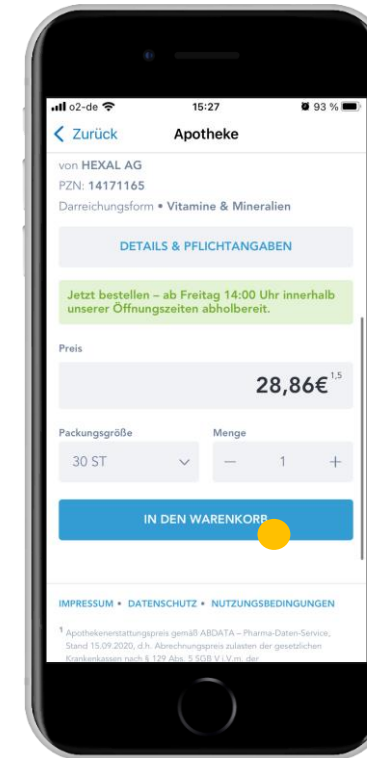 o2-de 15:27 93 %
Zurück Apotheke
von HEXAL AG
PZN: 14171165
Darreichungsform • Vitamine & Mineralien
DETAILS & PFLICHTANGABEN
Jetzt bestellen – ab Freitag 14:00 Uhr innerhalb
unserer Öffnungszeiten abholbereit.
Preis
28,86€ 1,5
Packungsgröße Menge
30 ST — 1 +
IN DEN WARENKORB
IMPRESSUM • DATENSCHUTZ • NUTZUNGSBEDINGUNGEN
1 Apothekenerstattungspreis gemäß ABDATA – Pharma-Daten-Service,
Stand 15.09.2020, d.h. Abrechnungspreis zulasten der gesetzlichen
Krankenkassen nach § 129 Abs. 5 SGB V i.V.m. der